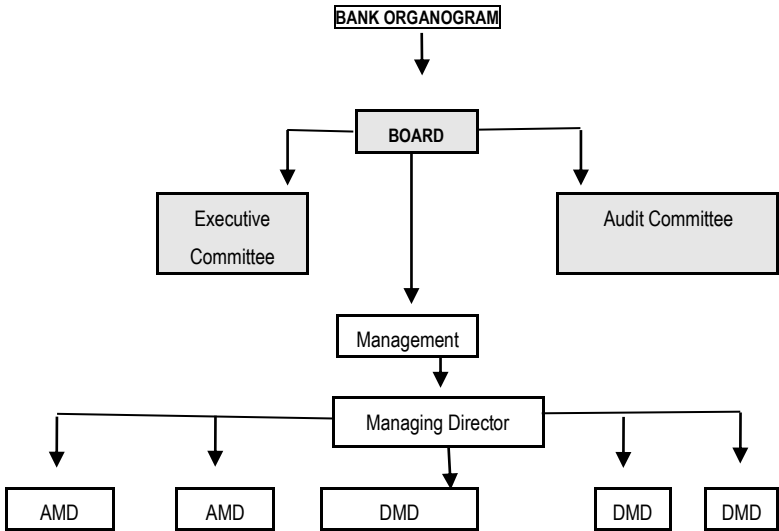 BANK ORGANOGRAM
BOARD
Executive
Committee
Audit Committee
Management
Managing Director
AMD
AMD
DMD
DMD
DMD